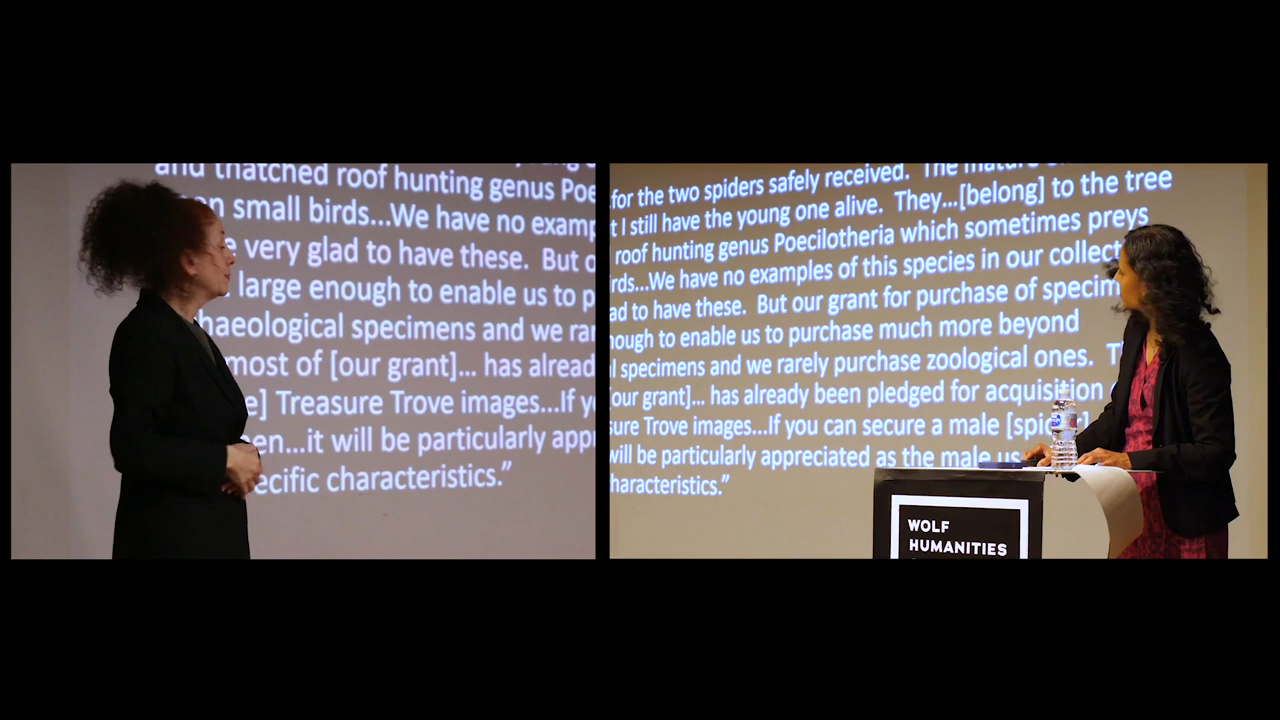 and thatched roof hunting genus Poe
on small birds...We have no examp
e very glad to have these. But o
large enough to enable us to p
haeological specimens and we rar
most of [our grant]... has alread
e] Treasure Trove images...If y
en...it will be particularly app
ecific characteristics.”
for the two spiders safely received. The mature
t I still have the young one alive. They...[belong] to the tree
roof hunting genus Poecilotheria which sometimes preys
rds...We have no examples of this species in our collect
ad to have these. But our grant for purchase of specim
ough to enable us to purchase much more beyond
l specimens and we rarely purchase zoological ones. T
our grant]... has already been pledged for acquisition
sure Trove images...If you can secure a male [spider]
will be particularly appreciated as the male us
haracteristics.”
WOLF
HUMANITIES